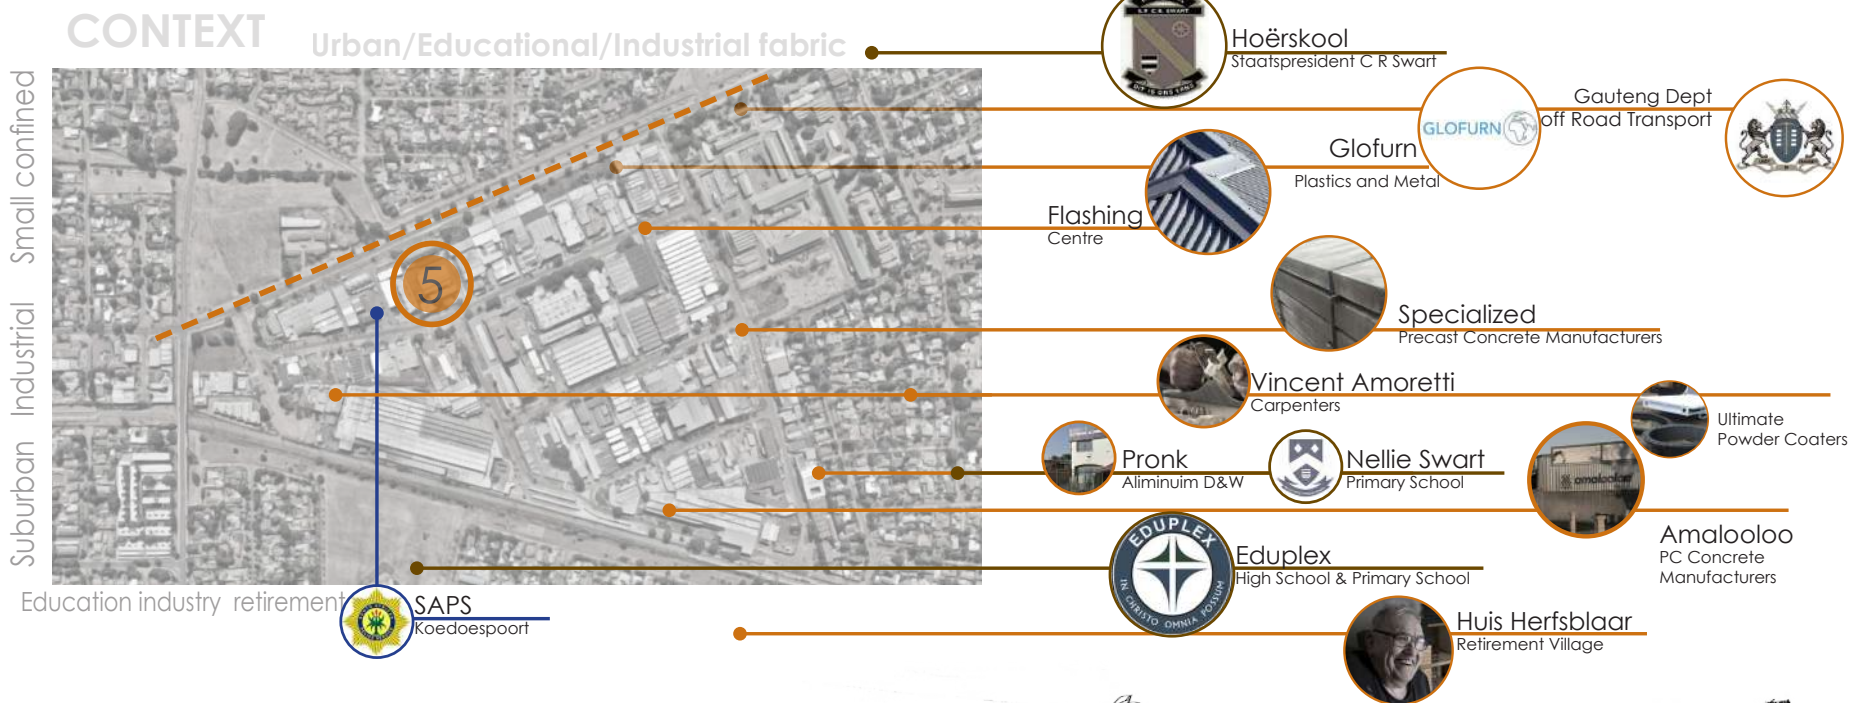 CONTEXT
Urban/Educational/Industrial fabric
Small confined
Industrial
Suburban
Education industry retirement
5
SAPS
Koedoespoort
Hoërskool
Staatspresident C R Swart
Gauteng Dept
off Road Transport
GLOFURN
Glofurn
Plastics and Metal
Flashing
Centre
Specialized
Precast Concrete Manufacturers
Vincent Amoretti
Carpenters
Ultimate
Powder Coaters
Pronk
Aliminuim D&W
Nellie Swart
Primary School
amalooloo
Amalooloo
PC Concrete
Manufacturers
EDUPLEX
IN CHRISTO OMNIA POSSUM
Eduplex
High School & Primary School
Huis Herfsblaar
Retirement Village